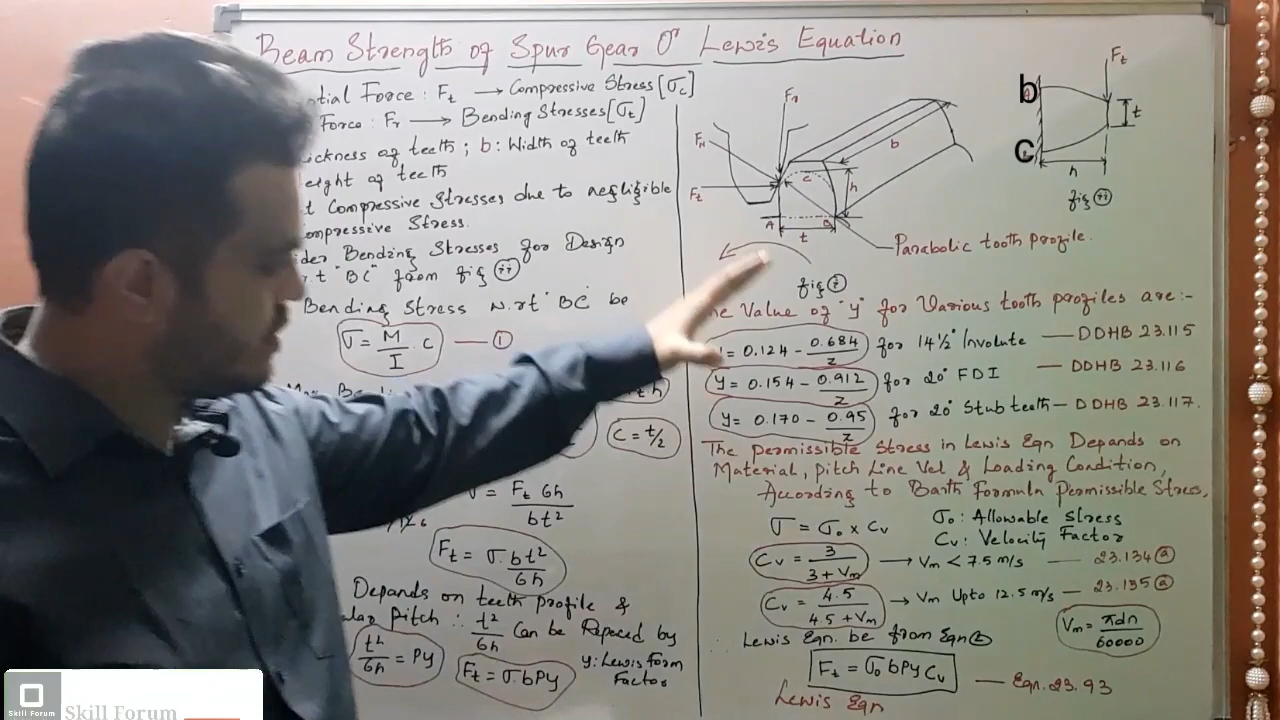 Beam Strength of Spur Gear Or Lewis Equation
Force : Ft → Compressive Stress [σc]
Force : Fr → Bending Stresses [σt]
of teeth ; b : Width of teeth
of teeth
Compressive Stresses due to negligible
Stress.
Bending Stresses for Design
"BC" from fig (ii)
Bending Stress w.r.t "BC" be
σ = M/I . c — ①
h
c = t/2
σ = Ft 6h / bt²
Ft = σ.bt²/6h
Depends on teeth profile &
Pitch ∴ t²/6h Can be Repaced by
t²/6h = Py
Ft = σbPy
y : Lewis Form Factor
Fr
FN
Ft
A
B
C
t
h
b
fig (i)
Parabolic tooth profile.
b
C
Ft
t
h
fig (ii)
Value of "y" for Various tooth profiles are:-
= 0.124 - 0.684/z for 14½° Involute — DDHB 23.115
y = 0.154 - 0.912/z for 20° FDI — DDHB 23.116
y = 0.170 - 0.95/z for 20° Stub teeth — DDHB 23.117.
The permissible Stress in Lewis Eqn Depends on
Material, pitch Line Vel & Loading Condition,
According to Barth Formula Permissible Stress,
σ = σo x Cv
σo : Allowable stress
Cv : Velocity Factor
Cv = 3/3+Vm → Vm < 7.5 m/s — 23.134 (a)
Cv = 4.5/4.5+Vm → Vm Upto 12.5 m/s — 23.135 (a)
Vm = πdn/60000
∴ Lewis Eqn. be from Eqn (2)
Ft = σo b Py Cv — Eqn. 23.93
Lewis Eqn
Skill Forum
Skill Forum